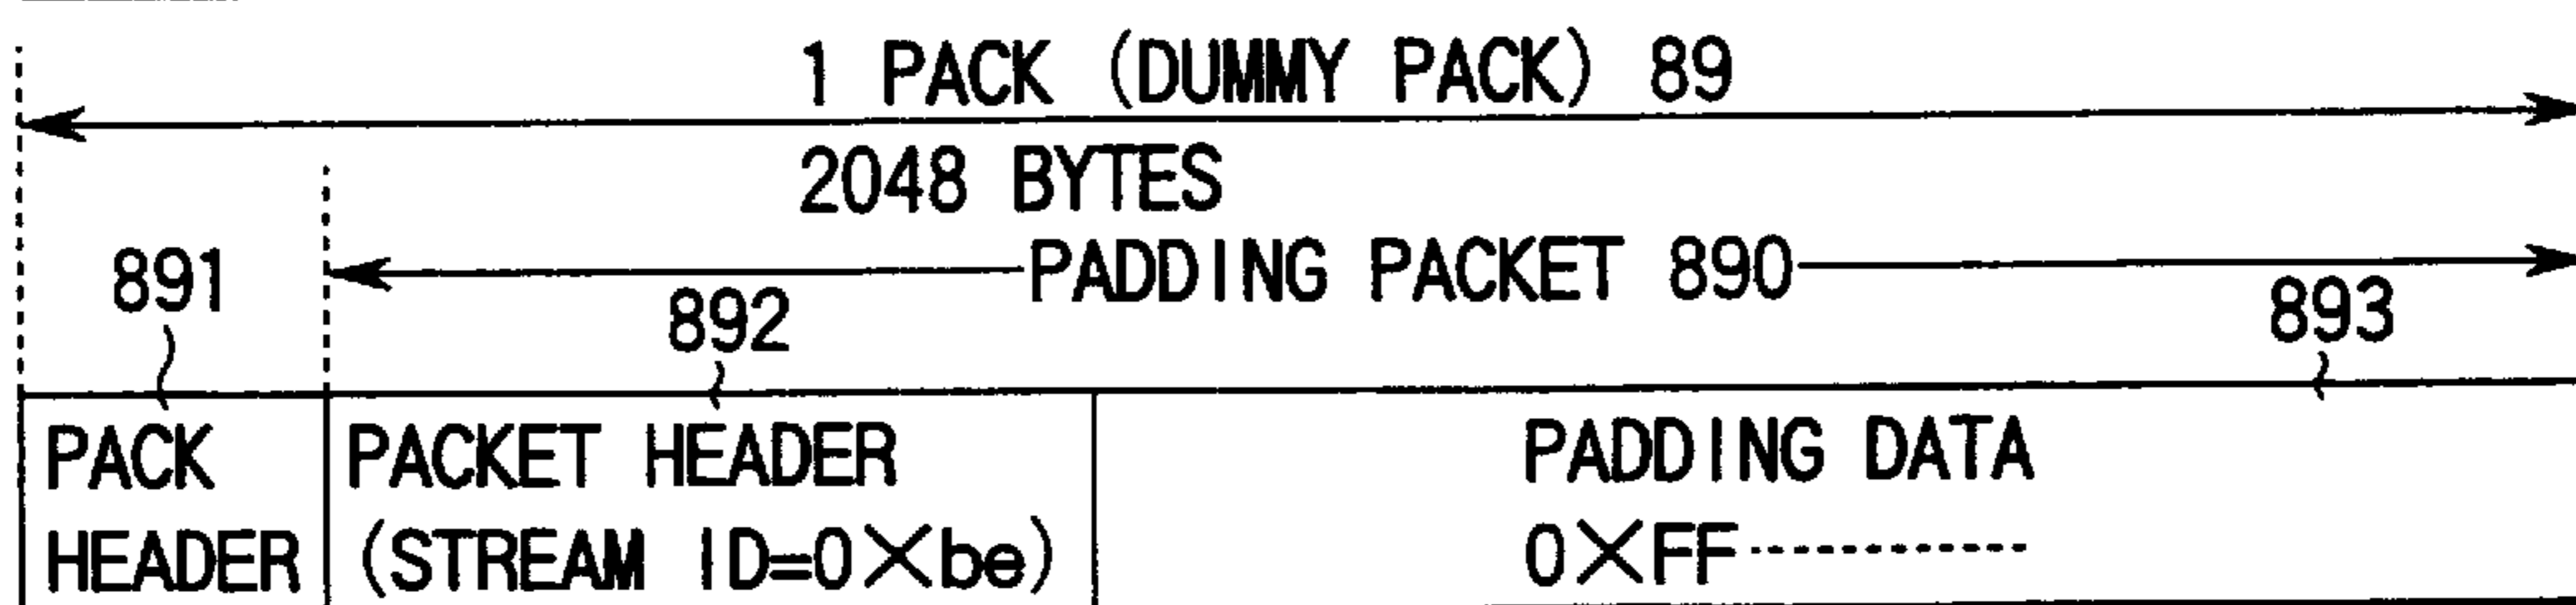 1 PACK (DUMMY PACK) 89
2048 BYTES
PADDING PACKET 890
891
892
893
PACK
HEADER
PACKET HEADER
(STREAM ID=0×be)
PADDING DATA
0×FF------------